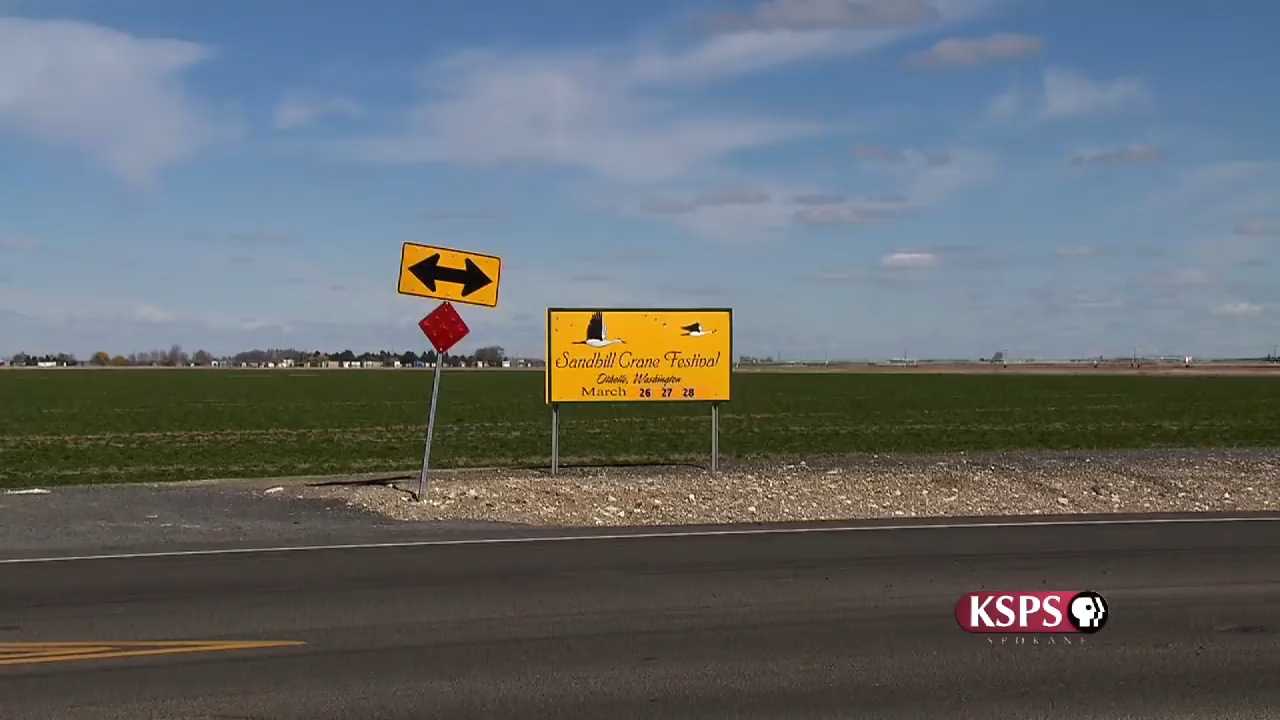 Sandhill Crane Festival
Othello, Washington
March 26 27 28
KSPS
SPOKANE